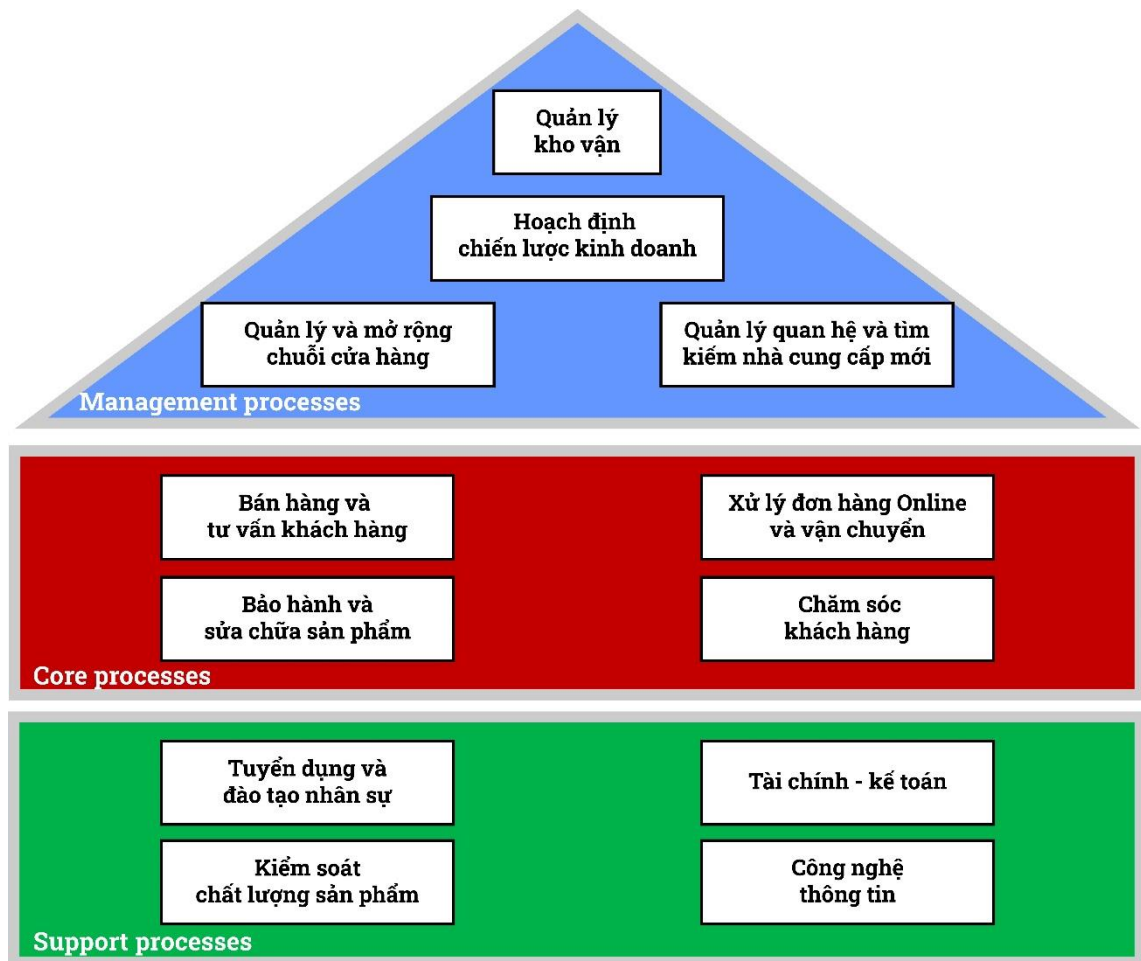 Quản lý
kho vận
Hoạch định
chiến lược kinh doanh
Quản lý và mở rộng
chuỗi cửa hàng
Quản lý quan hệ và tìm
kiếm nhà cung cấp mới
Management processes
Bán hàng và
tư vấn khách hàng
Xử lý đơn hàng Online
và vận chuyển
Bảo hành và
sửa chữa sản phẩm
Chăm sóc
khách hàng
Core processes
Tuyển dụng và
đào tạo nhân sự
Tài chính - kế toán
Kiểm soát
chất lượng sản phẩm
Công nghệ
thông tin
Support processes